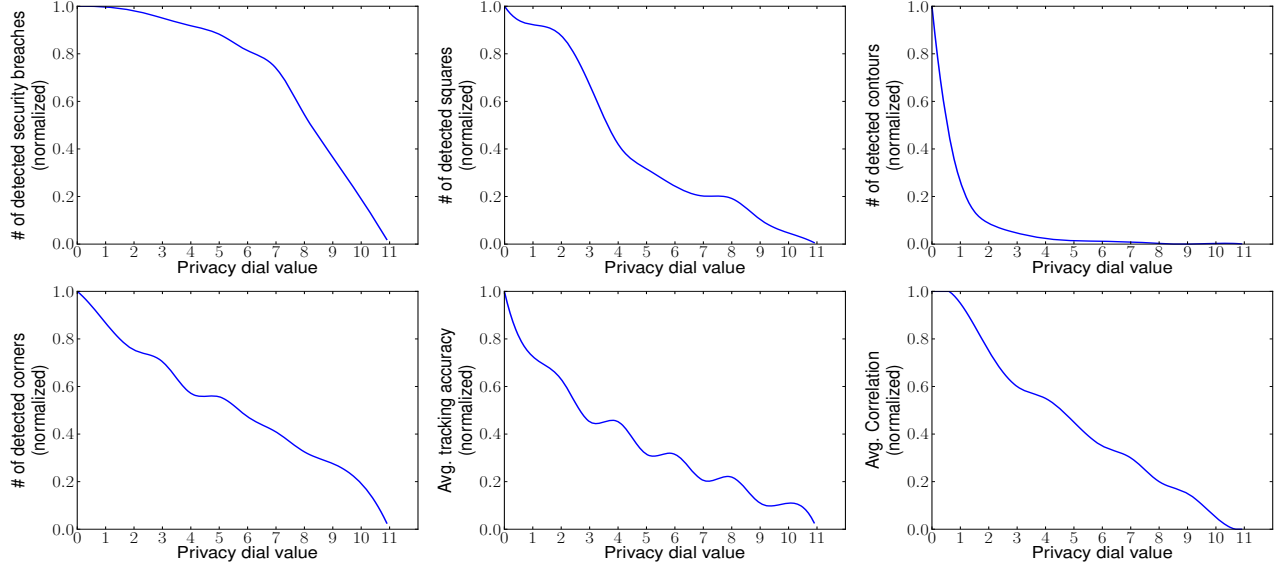 # of detected security breaches
(normalized)
1.0
0.8
0.6
0.4
0.2
0.0
0 1 2 3 4 5 6 7 8 9 10 11
Privacy dial value
# of detected squares
(normalized)
1.0
0.8
0.6
0.4
0.2
0.0
0 1 2 3 4 5 6 7 8 9 10 11
Privacy dial value
# of detected contours
(normalized)
1.0
0.8
0.6
0.4
0.2
0.0
0 1 2 3 4 5 6 7 8 9 10 11
Privacy dial value
# of detected corners
(normalized)
1.0
0.8
0.6
0.4
0.2
0.0
0 1 2 3 4 5 6 7 8 9 10 11
Privacy dial value
Avg. tracking accuracy
(normalized)
1.0
0.8
0.6
0.4
0.2
0.0
0 1 2 3 4 5 6 7 8 9 10 11
Privacy dial value
Avg. Correlation
(normalized)
1.0
0.8
0.6
0.4
0.2
0.0
0 1 2 3 4 5 6 7 8 9 10 11
Privacy dial value